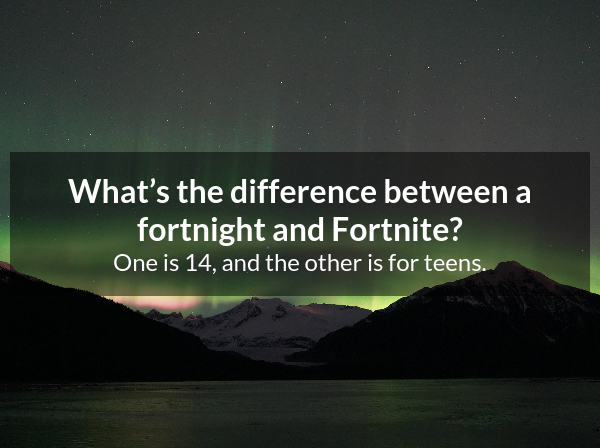 What’s the difference between a
fortnight and Fortnite?
One is 14, and the other is for teens.